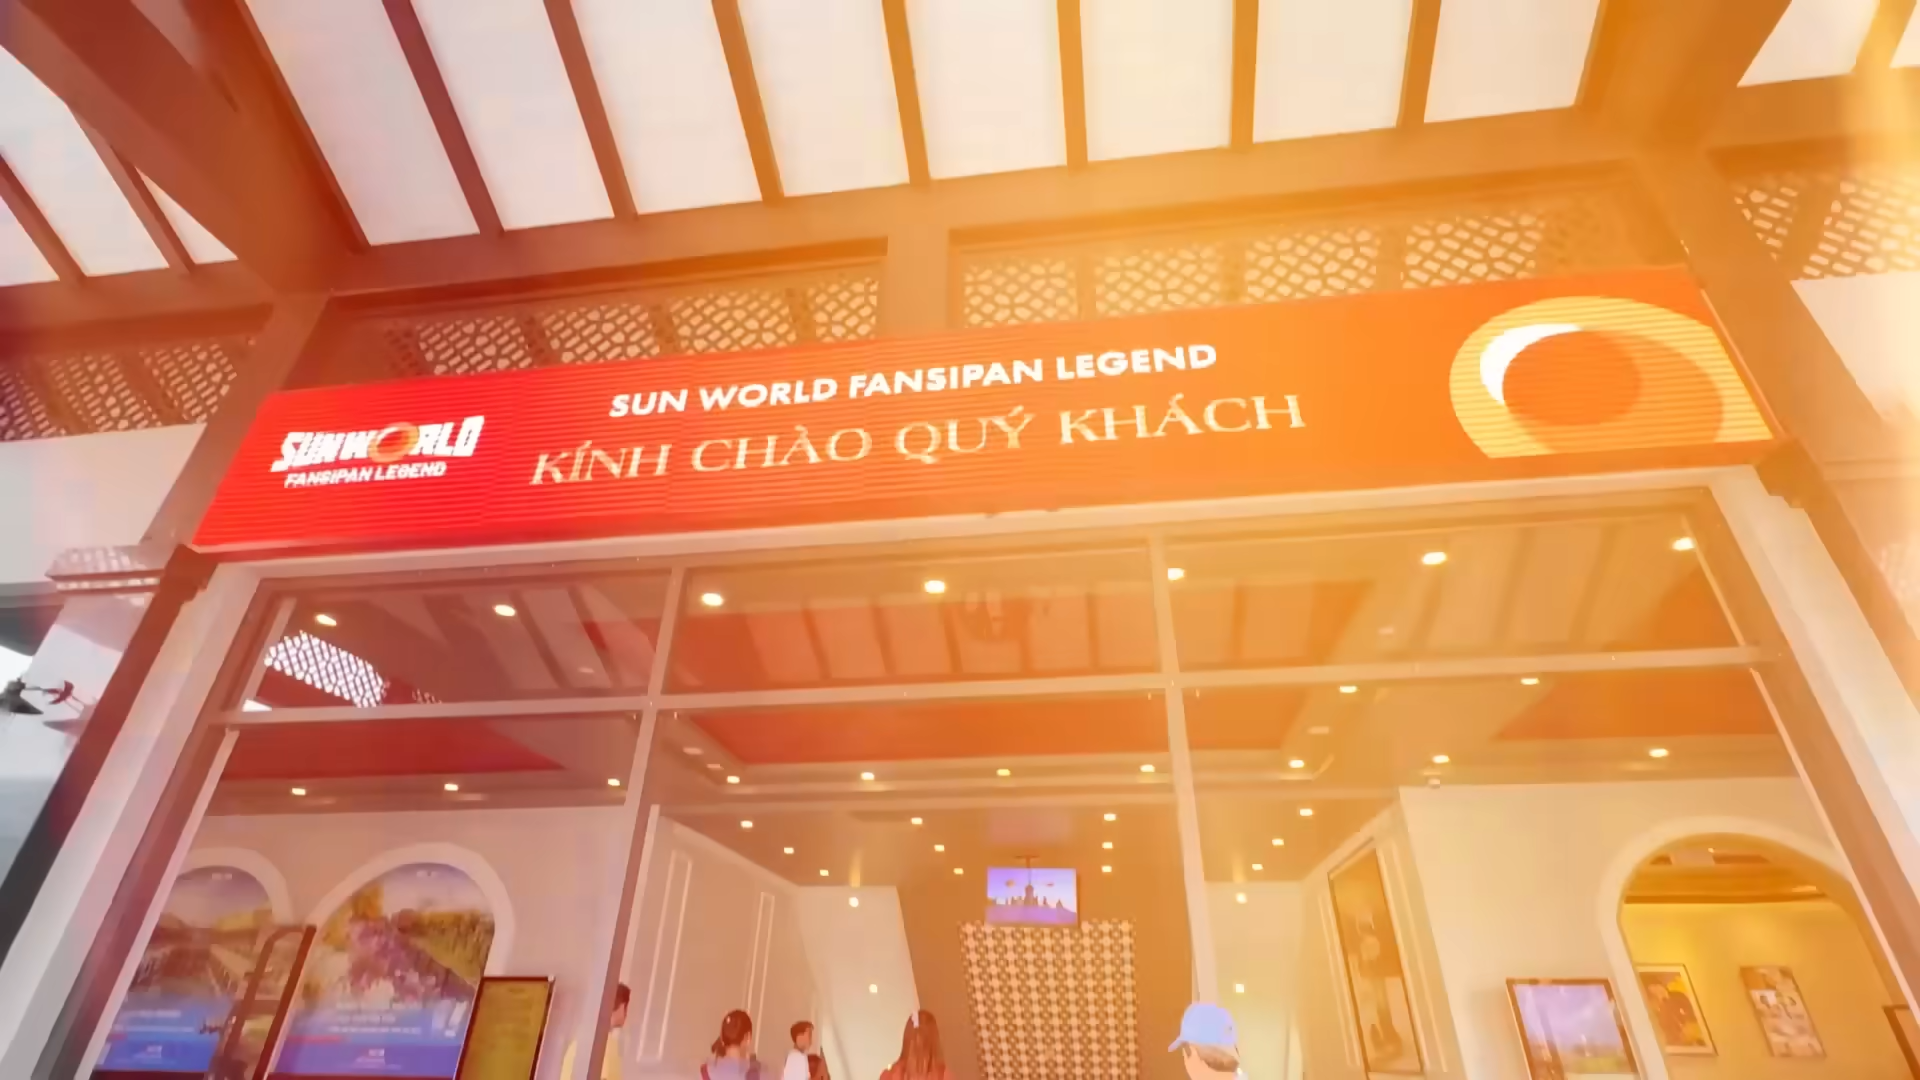 SUNWORLD
FANSIPAN LEGEND
SUN WORLD FANSIPAN LEGEND
KÍNH CHÀO QUÝ KHÁCH